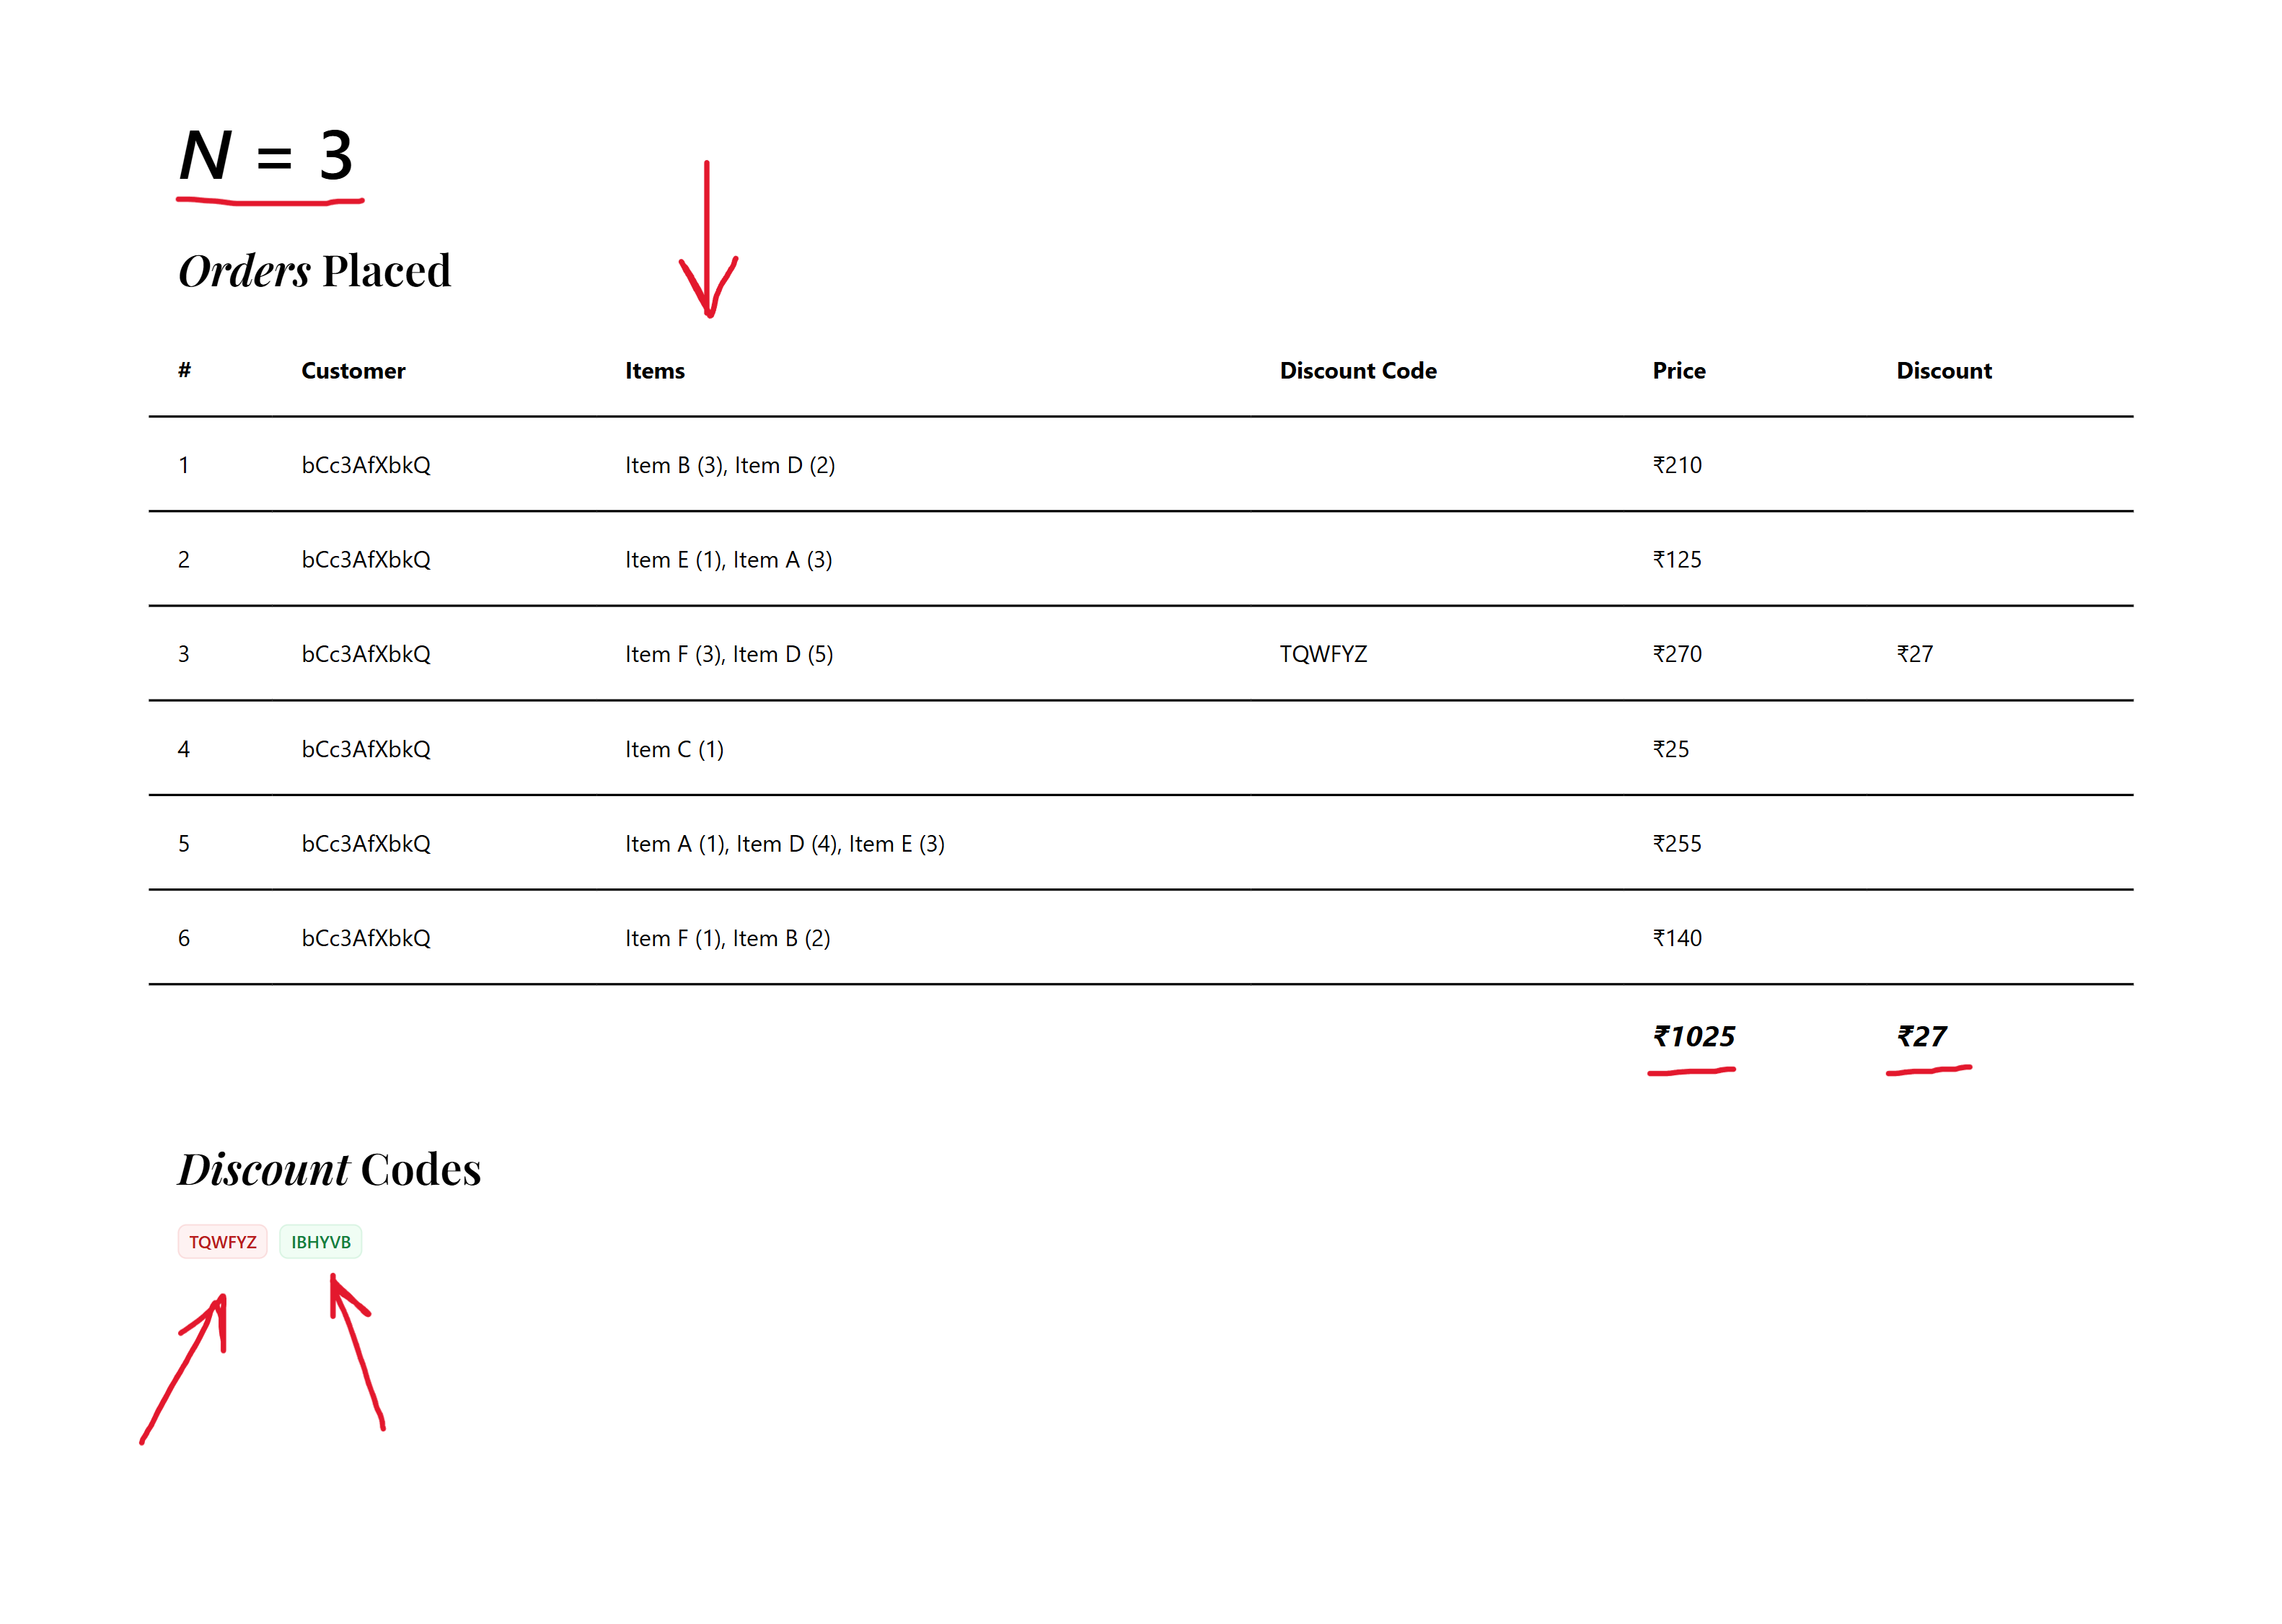 N = 3
Orders Placed
# Customer Items Discount Code Price Discount
1 bCc3AfXbkQ Item B (3), Item D (2) ₹210
2 bCc3AfXbkQ Item E (1), Item A (3) ₹125
3 bCc3AfXbkQ Item F (3), Item D (5) TQWFYZ ₹270 ₹27
4 bCc3AfXbkQ Item C (1) ₹25
5 bCc3AfXbkQ Item A (1), Item D (4), Item E (3) ₹255
6 bCc3AfXbkQ Item F (1), Item B (2) ₹140
₹1025 ₹27
Discount Codes
TQWFYZ IBHYVB